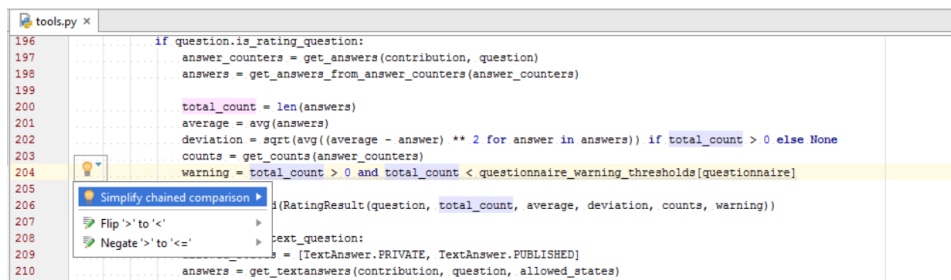 tools.py ×
196 if question.is_rating_question:
197 answer_counters = get_answers(contribution, question)
198 answers = get_answers_from_answer_counters(answer_counters)
199
200 total_count = len(answers)
201 average = avg(answers)
202 deviation = sqrt(avg((average - answer) ** 2 for answer in answers)) if total_count > 0 else None
203 counts = get_counts(answer_counters)
204 warning = total_count > 0 and total_count < questionnaire_warning_thresholds[questionnaire]
205 Simplify chained comparison
206 (RatingResult(question, total_count, average, deviation, counts, warning))
207 Flip '>' to '<'
208 text_question:
Negate '>' to '<='
209 = [TextAnswer.PRIVATE, TextAnswer.PUBLISHED]
210 answers = get_textanswers(contribution, question, allowed_states)